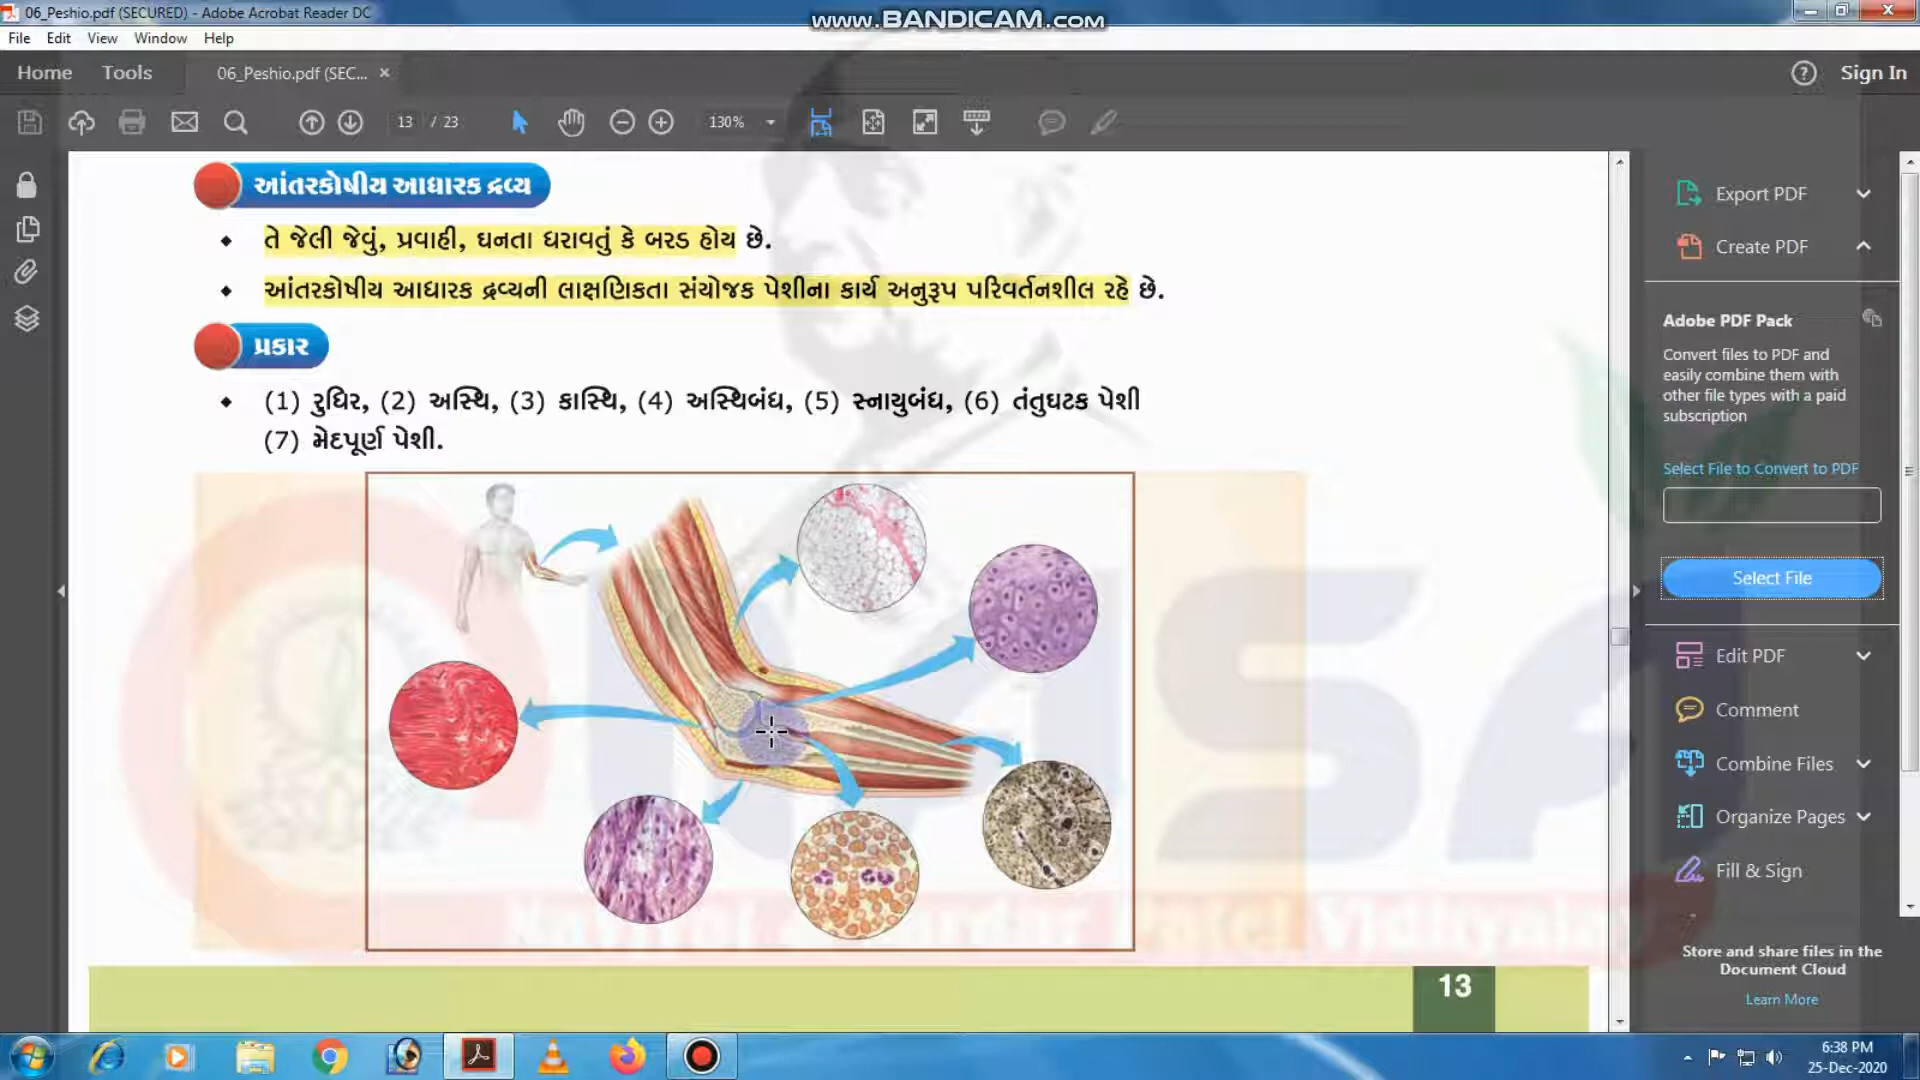 06_Peshio.pdf (SECURED) - Adobe Acrobat Reader DC
www.BANDICAM.com
File Edit View Window Help
Home Tools 06_Peshio.pdf (SEC... × Sign In
13 / 23 130%
આંતરકોષીય આધારક દ્રવ્ય
તે જેલી જેવું, પ્રવાહી, ઘનતા ધરાવતું કે બરડ હોય છે.
આંતરકોષીય આધારક દ્રવ્યની લાક્ષણિકતા સંયોજક પેશીના કાર્ય અનુરૂપ પરિવર્તનશીલ રહે છે.
પ્રકાર
(1) રુધિર, (2) અસ્થિ, (3) કાસ્થિ, (4) અસ્થિબંધ, (5) સ્નાયુબંધ, (6) તંતુઘટક પેશી
(7) મેદપૂર્ણ પેશી.
13
Export PDF
Create PDF
Adobe PDF Pack
Convert files to PDF and
easily combine them with
other file types with a paid
subscription
Select File to Convert to PDF
Select File
Edit PDF
Comment
Combine Files
Organize Pages
Fill & Sign
Store and share files in the
Document Cloud
Learn More
6:38 PM
25-Dec-2020